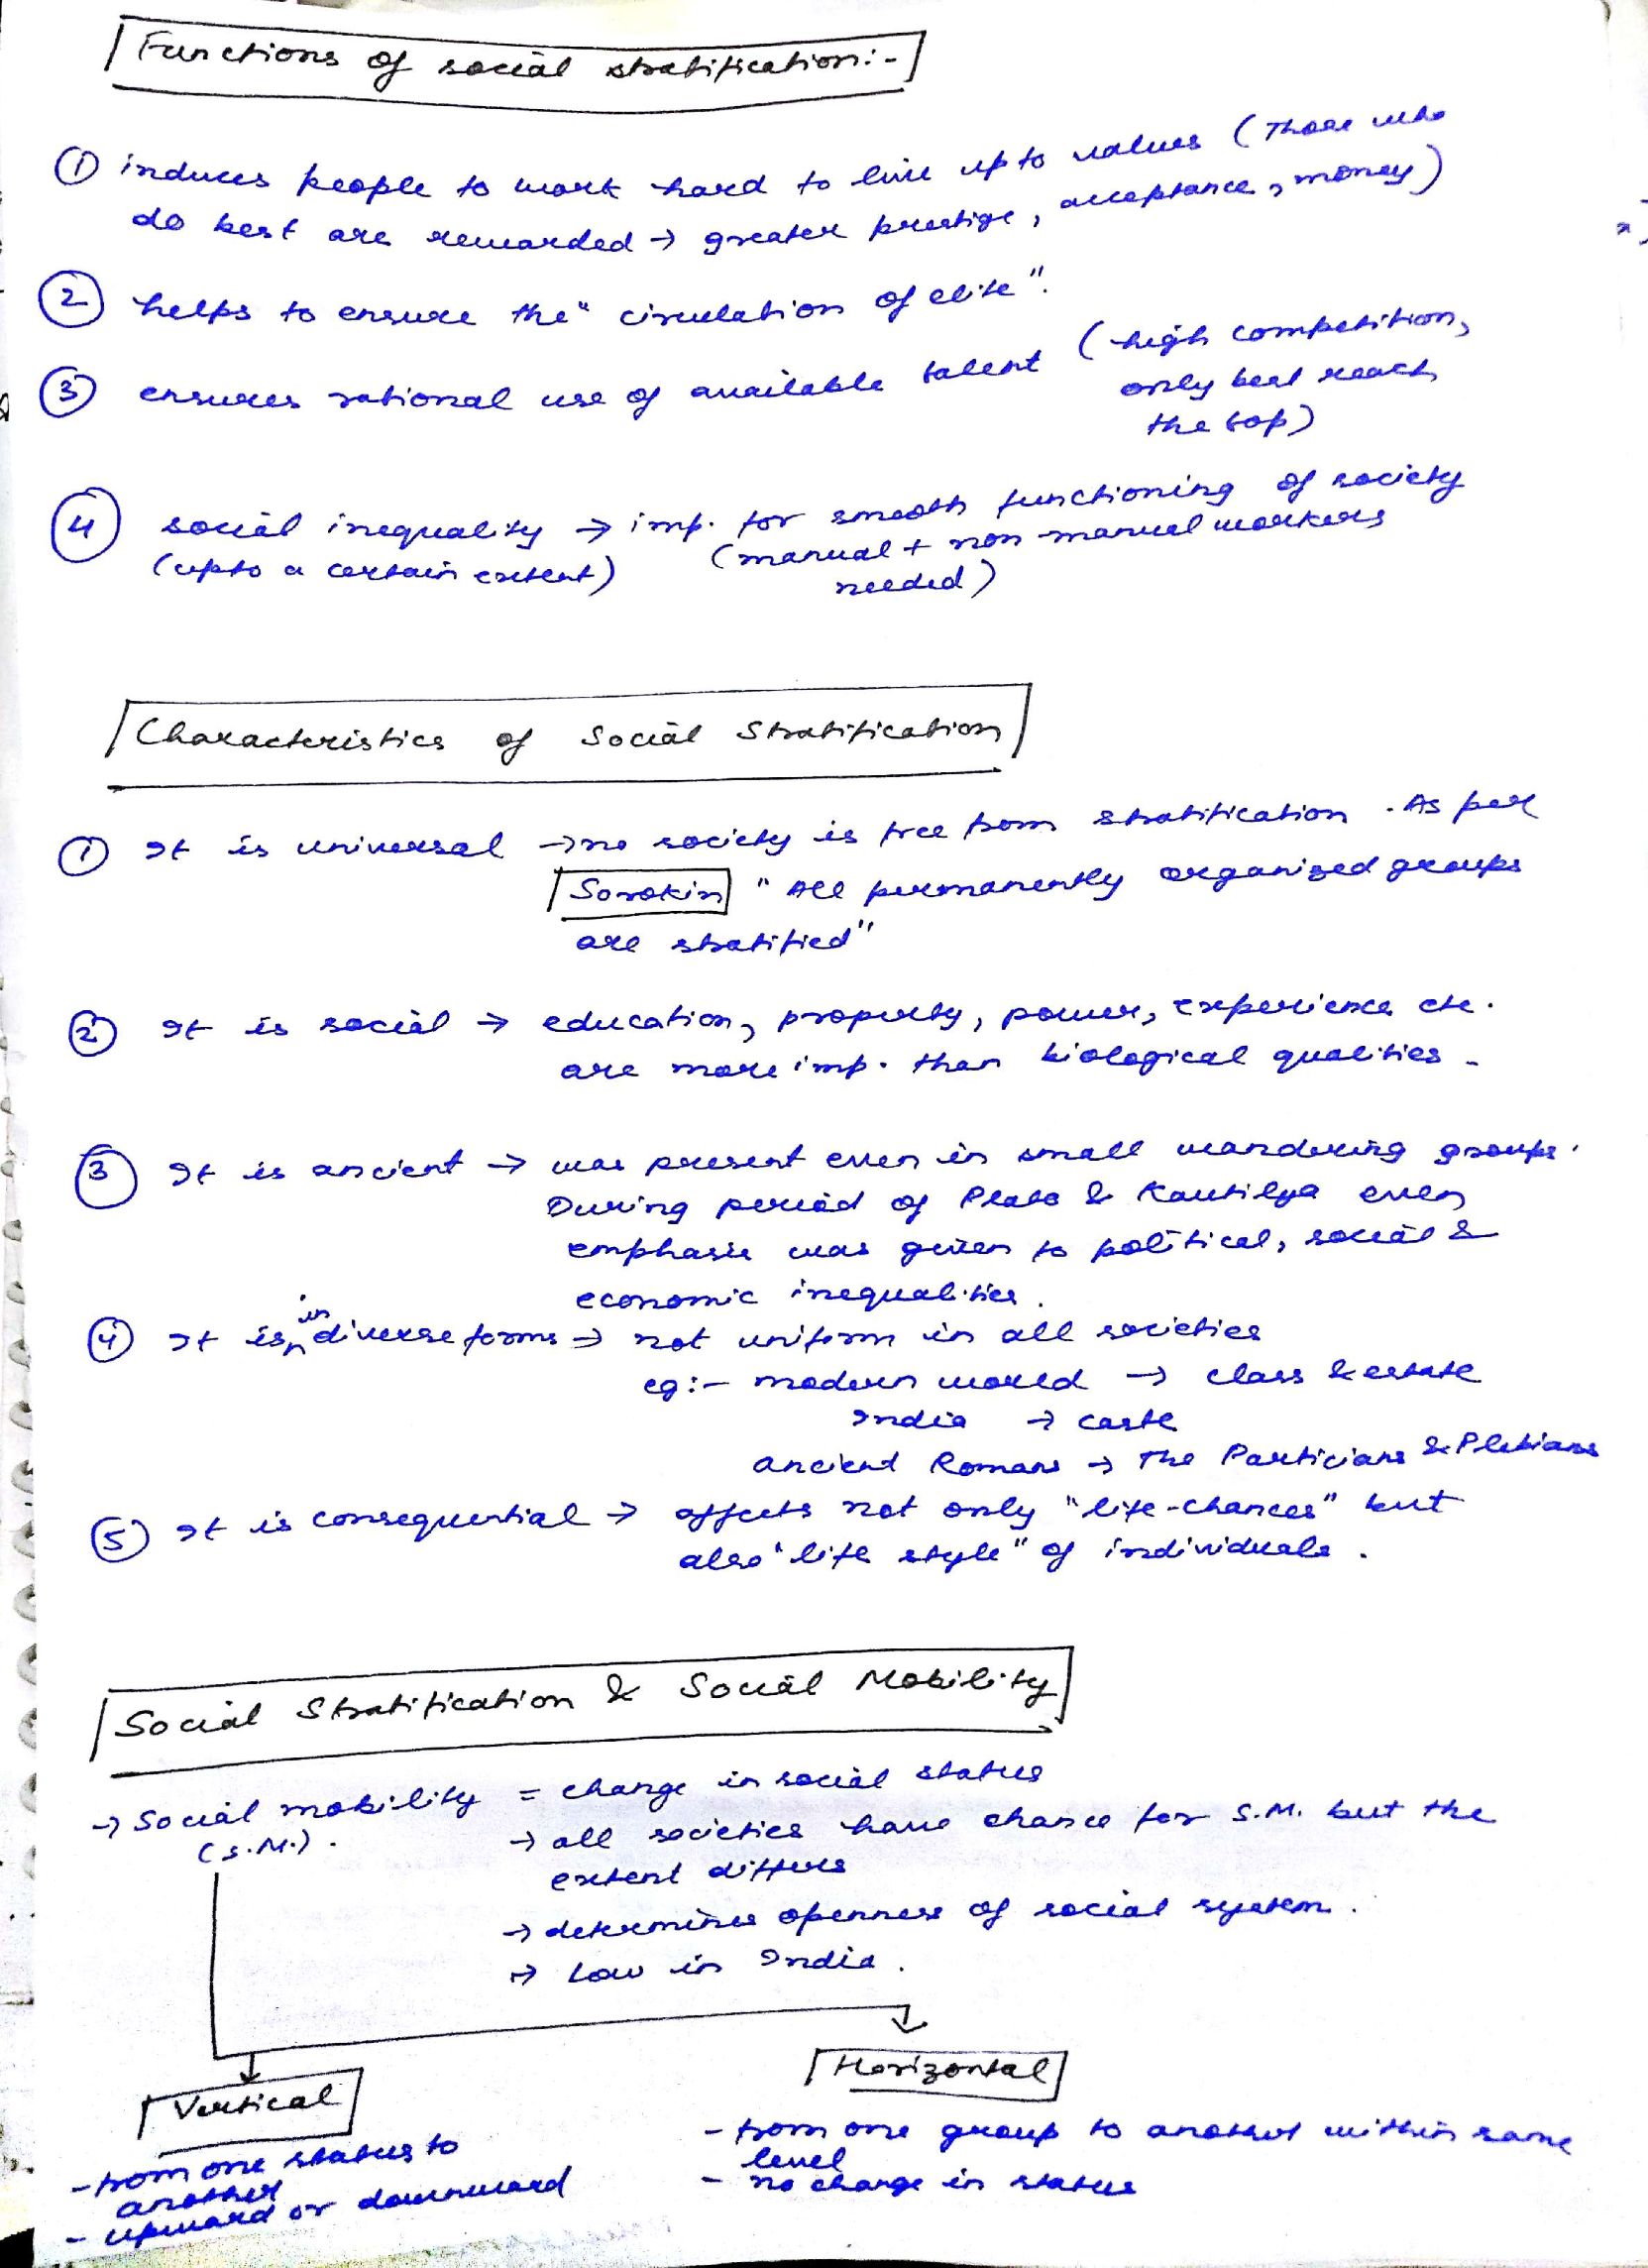 Functions of social stratification:-
① induces people to work hard to live up to values (Those who
do best are rewarded → greater prestige, acceptance, money)
② helps to ensure the "circulation of elite".
③ ensures rational use of available talent (high competition,
only best reach
the top)
④ social inequality → imp. for smooth functioning of society
(upto a certain extent) (manual + non manual workers
needed)
Characteristics of Social Stratification
① It is universal → no society is free from stratification. As per
Sorokin "All permanently organized groups
are stratified"
② It is social → education, property, power, experience etc.
are more imp. than biological qualities.
③ It is ancient → was present even in small wandering groups.
During period of Plato & Kautilya even
emphasis was given to political, social &
economic inequalities.
④ It is in diverse forms → not uniform in all societies
eg:- modern world → class & estate
India → caste
ancient Romans → The Particians & Plebians
⑤ It is consequential → affects not only "life-chances" but
also "life style" of individuals.
Social Stratification & Social Mobility
→ Social mobility = change in social status
(S.M.). → all societies have chance for S.M. but the
extent differs
→ determines openness of social system.
→ Low in India.
Vertical
- from one status to
another
- upward or downward
Horizontal
- from one group to another within same
level
- no change in status